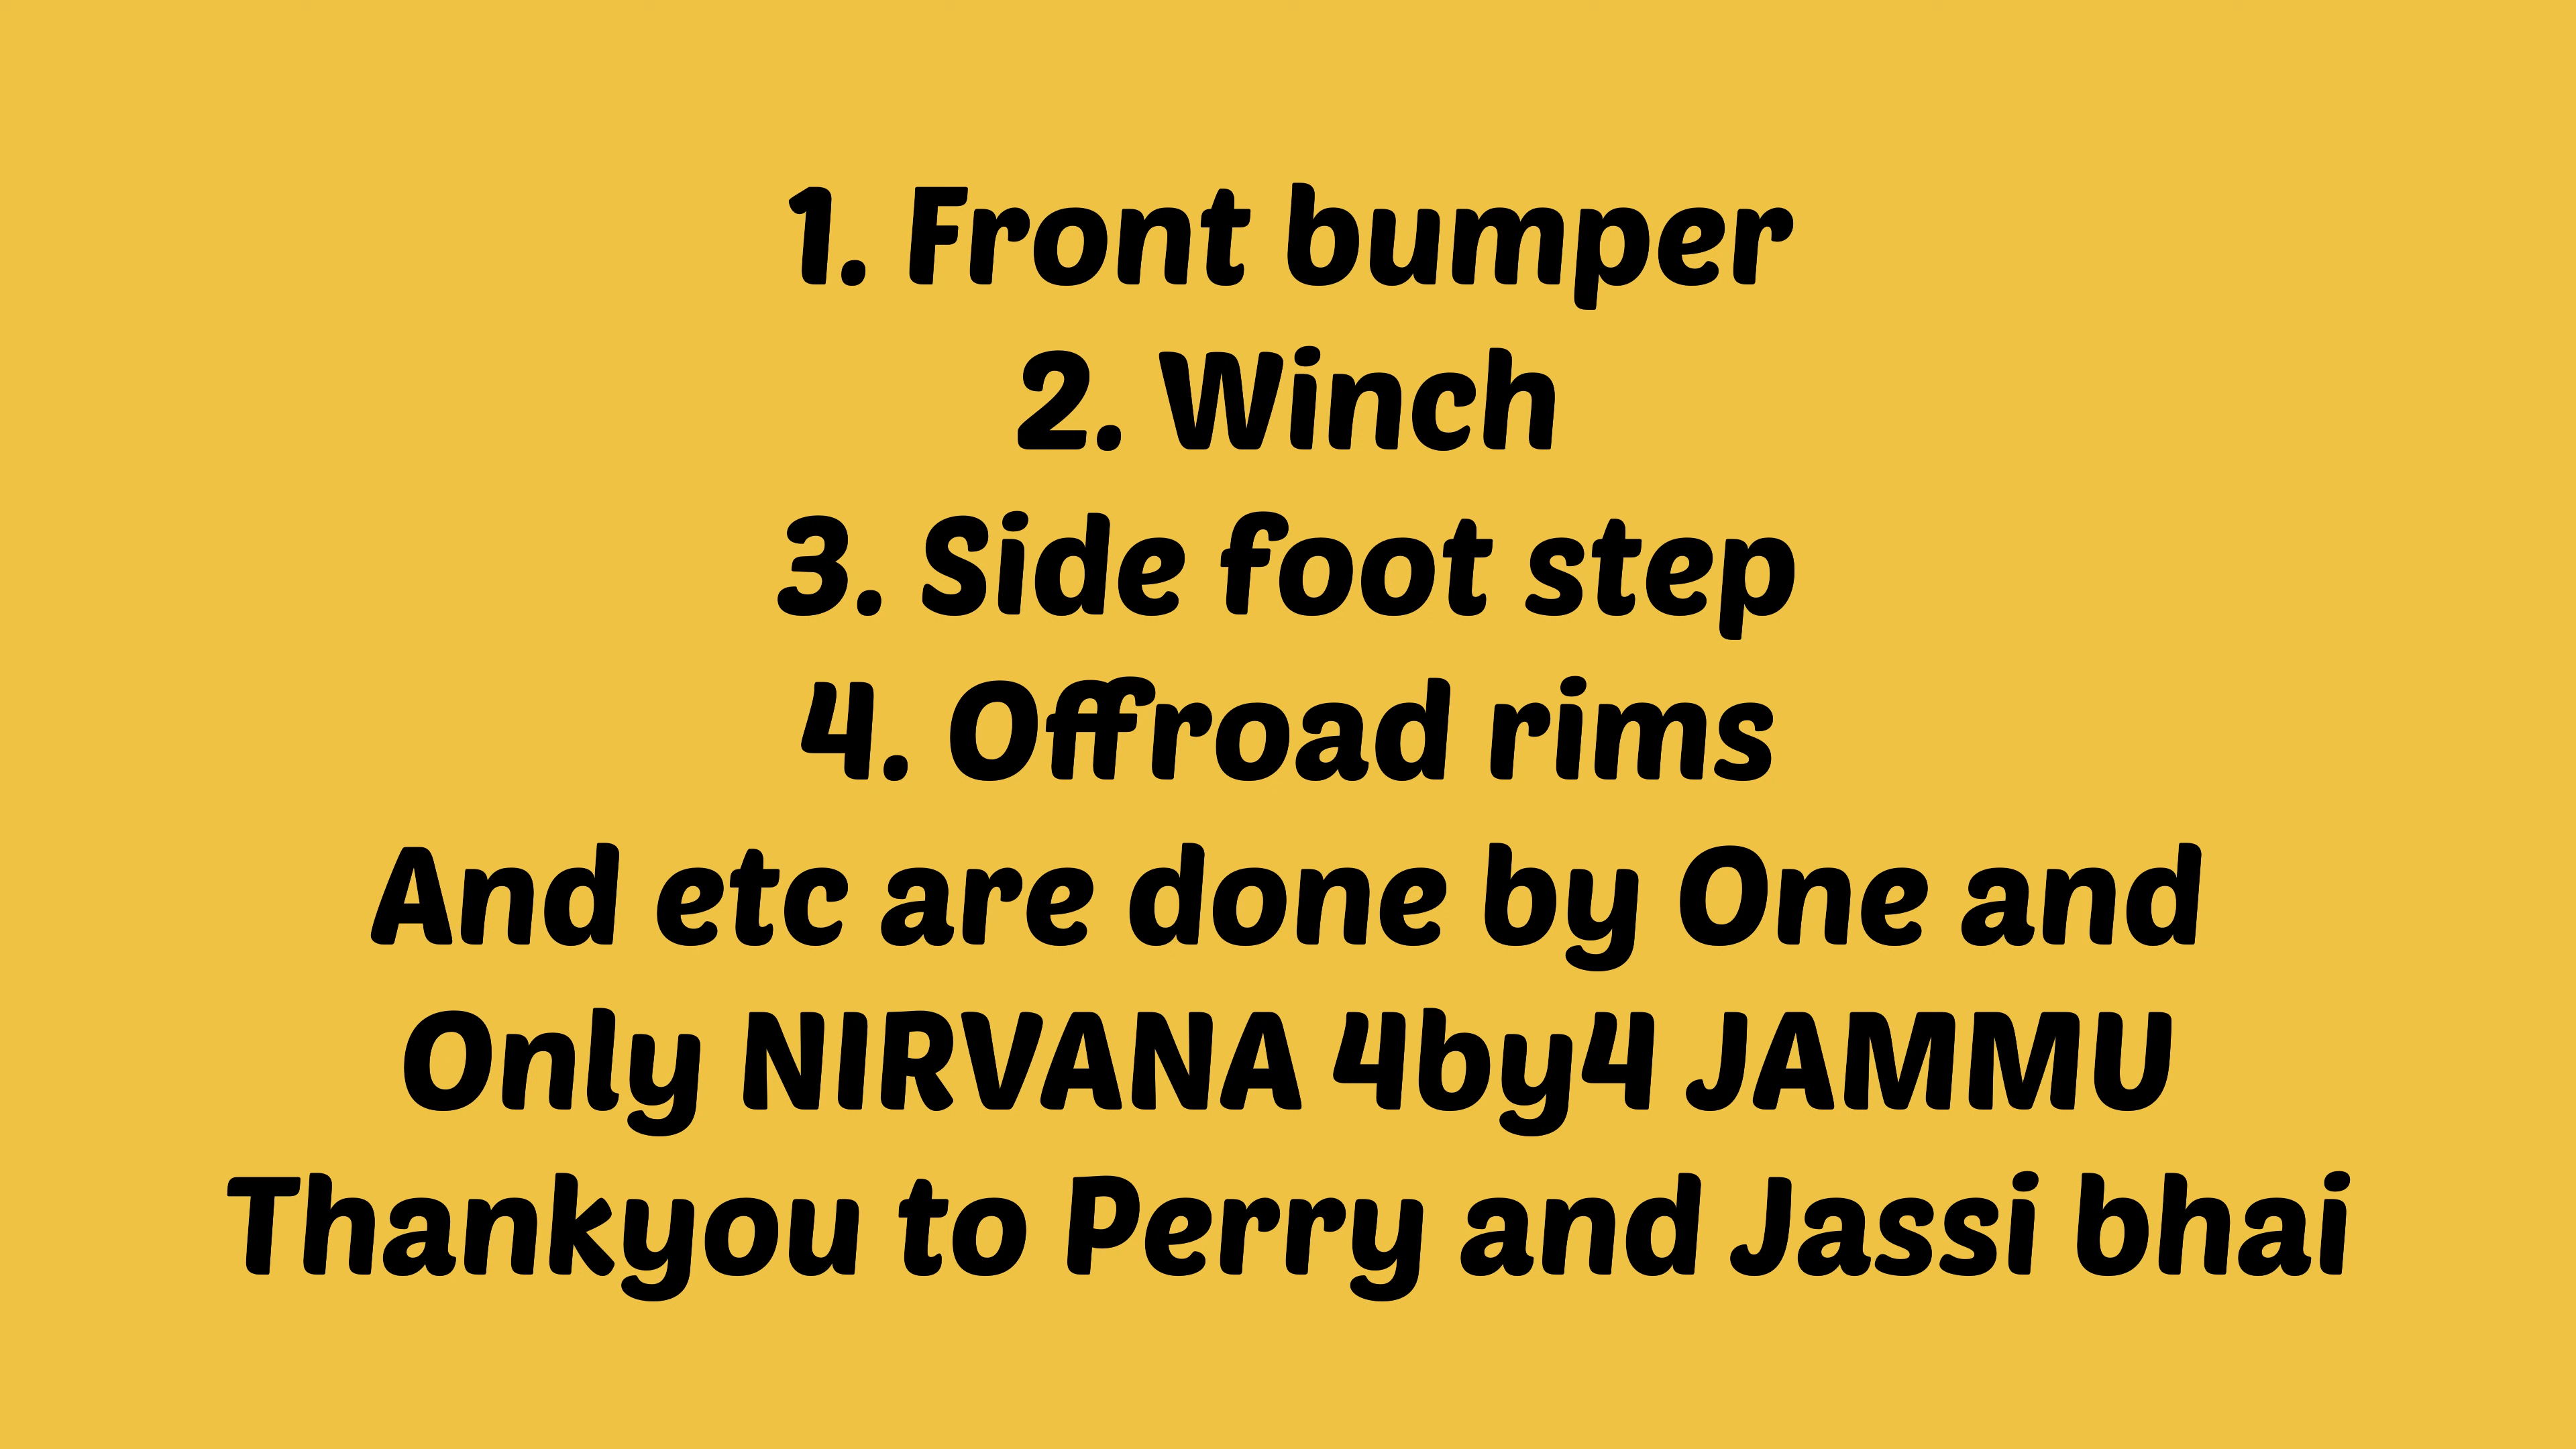 1. Front bumper
2. Winch
3. Side foot step
4. Offroad rims
And etc are done by One and
Only NIRVANA 4by4 JAMMU
Thankyou to Perry and Jassi bhai